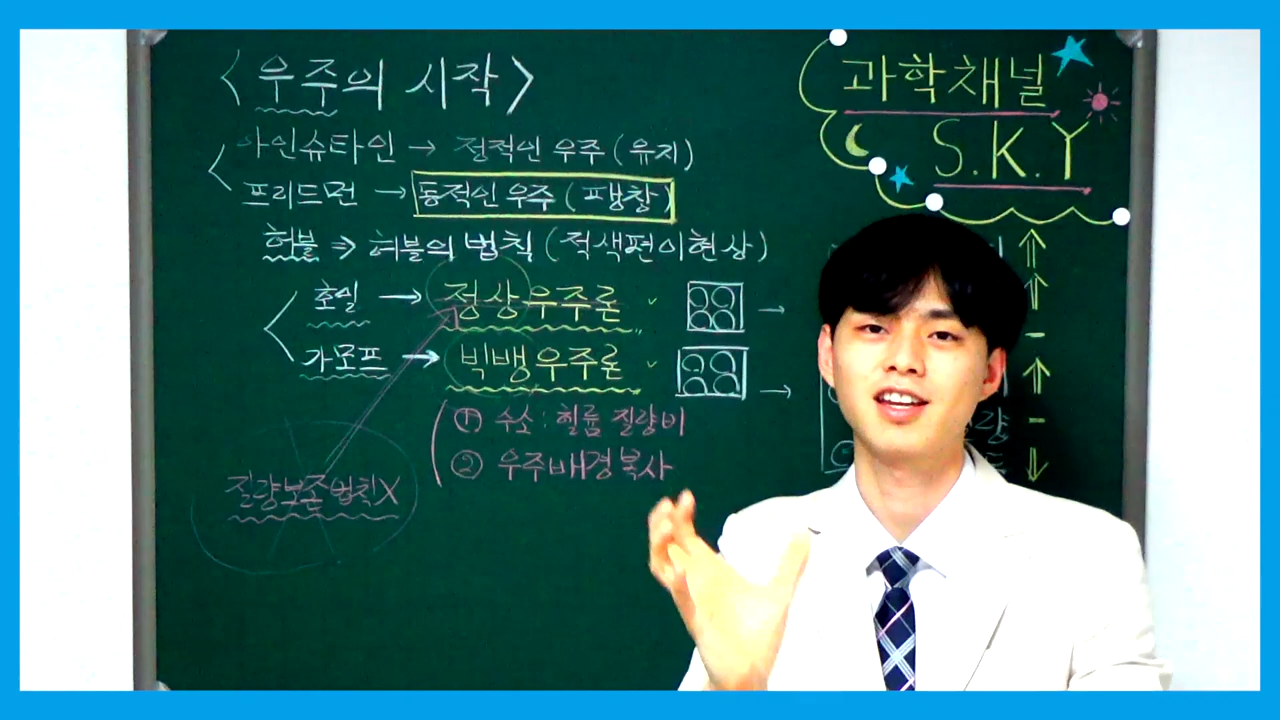 <우주의 시작>
아인슈타인 → 정적인 우주 (유지)
프리드먼 → 동적인 우주 (팽창)
허블 ⇒ 허블의 법칙 (적색편이현상)
호일 → 정상우주론
가모프 → 빅뱅우주론
① 수소 : 헬륨 질량비
② 우주배경복사
질량보존법칙X
과학채널
S.K.Y